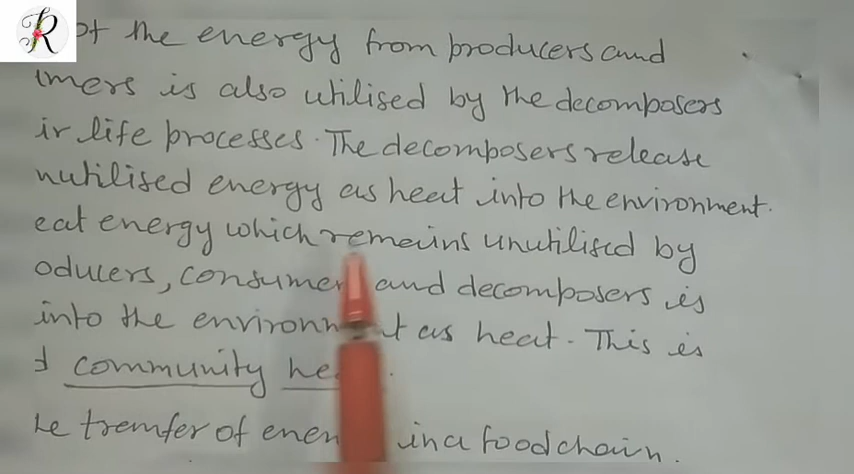 R
of the energy from producers and
umers is also utilised by the decomposers
ir life processes. The decomposers release
nutilised energy as heat into the environment.
eat energy which remains unutilised by
oducers, consumer and decomposers is
into the environm t as heat. This is
d community he .
he tremfer of ener in a food chain.